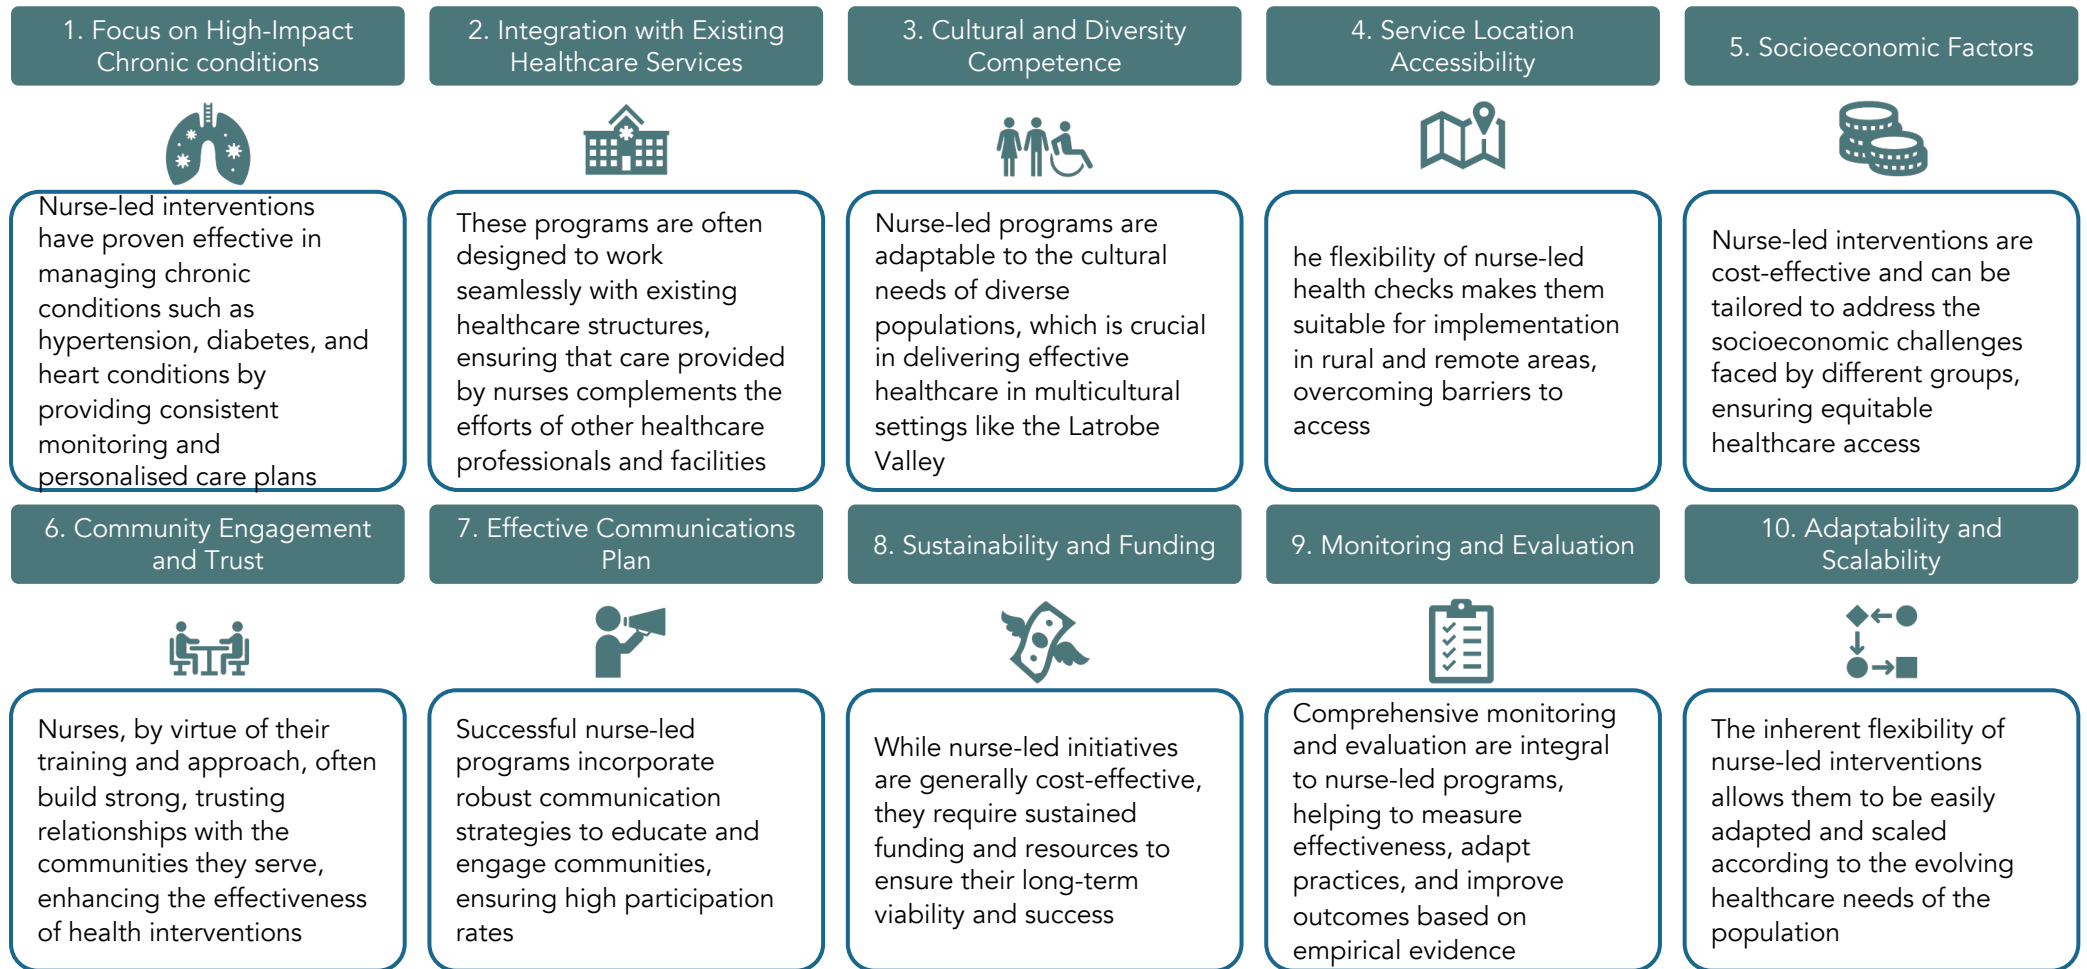 1. Focus on High-Impact
Chronic conditions
2. Integration with Existing
Healthcare Services
3. Cultural and Diversity
Competence
4. Service Location
Accessibility
5. Socioeconomic Factors
Nurse-led interventions
have proven effective in
managing chronic
conditions such as
hypertension, diabetes, and
heart conditions by
providing consistent
monitoring and
personalised care plans
These programs are often
designed to work
seamlessly with existing
healthcare structures,
ensuring that care provided
by nurses complements the
efforts of other healthcare
professionals and facilities
Nurse-led programs are
adaptable to the cultural
needs of diverse
populations, which is crucial
in delivering effective
healthcare in multicultural
settings like the Latrobe
Valley
he flexibility of nurse-led
health checks makes them
suitable for implementation
in rural and remote areas,
overcoming barriers to
access
Nurse-led interventions are
cost-effective and can be
tailored to address the
socioeconomic challenges
faced by different groups,
ensuring equitable
healthcare access
6. Community Engagement
and Trust
7. Effective Communications
Plan
8. Sustainability and Funding
9. Monitoring and Evaluation
10. Adaptability and
Scalability
Nurses, by virtue of their
training and approach, often
build strong, trusting
relationships with the
communities they serve,
enhancing the effectiveness
of health interventions
Successful nurse-led
programs incorporate
robust communication
strategies to educate and
engage communities,
ensuring high participation
rates
While nurse-led initiatives
are generally cost-effective,
they require sustained
funding and resources to
ensure their long-term
viability and success
Comprehensive monitoring
and evaluation are integral
to nurse-led programs,
helping to measure
effectiveness, adapt
practices, and improve
outcomes based on
empirical evidence
The inherent flexibility of
nurse-led interventions
allows them to be easily
adapted and scaled
according to the evolving
healthcare needs of the
population